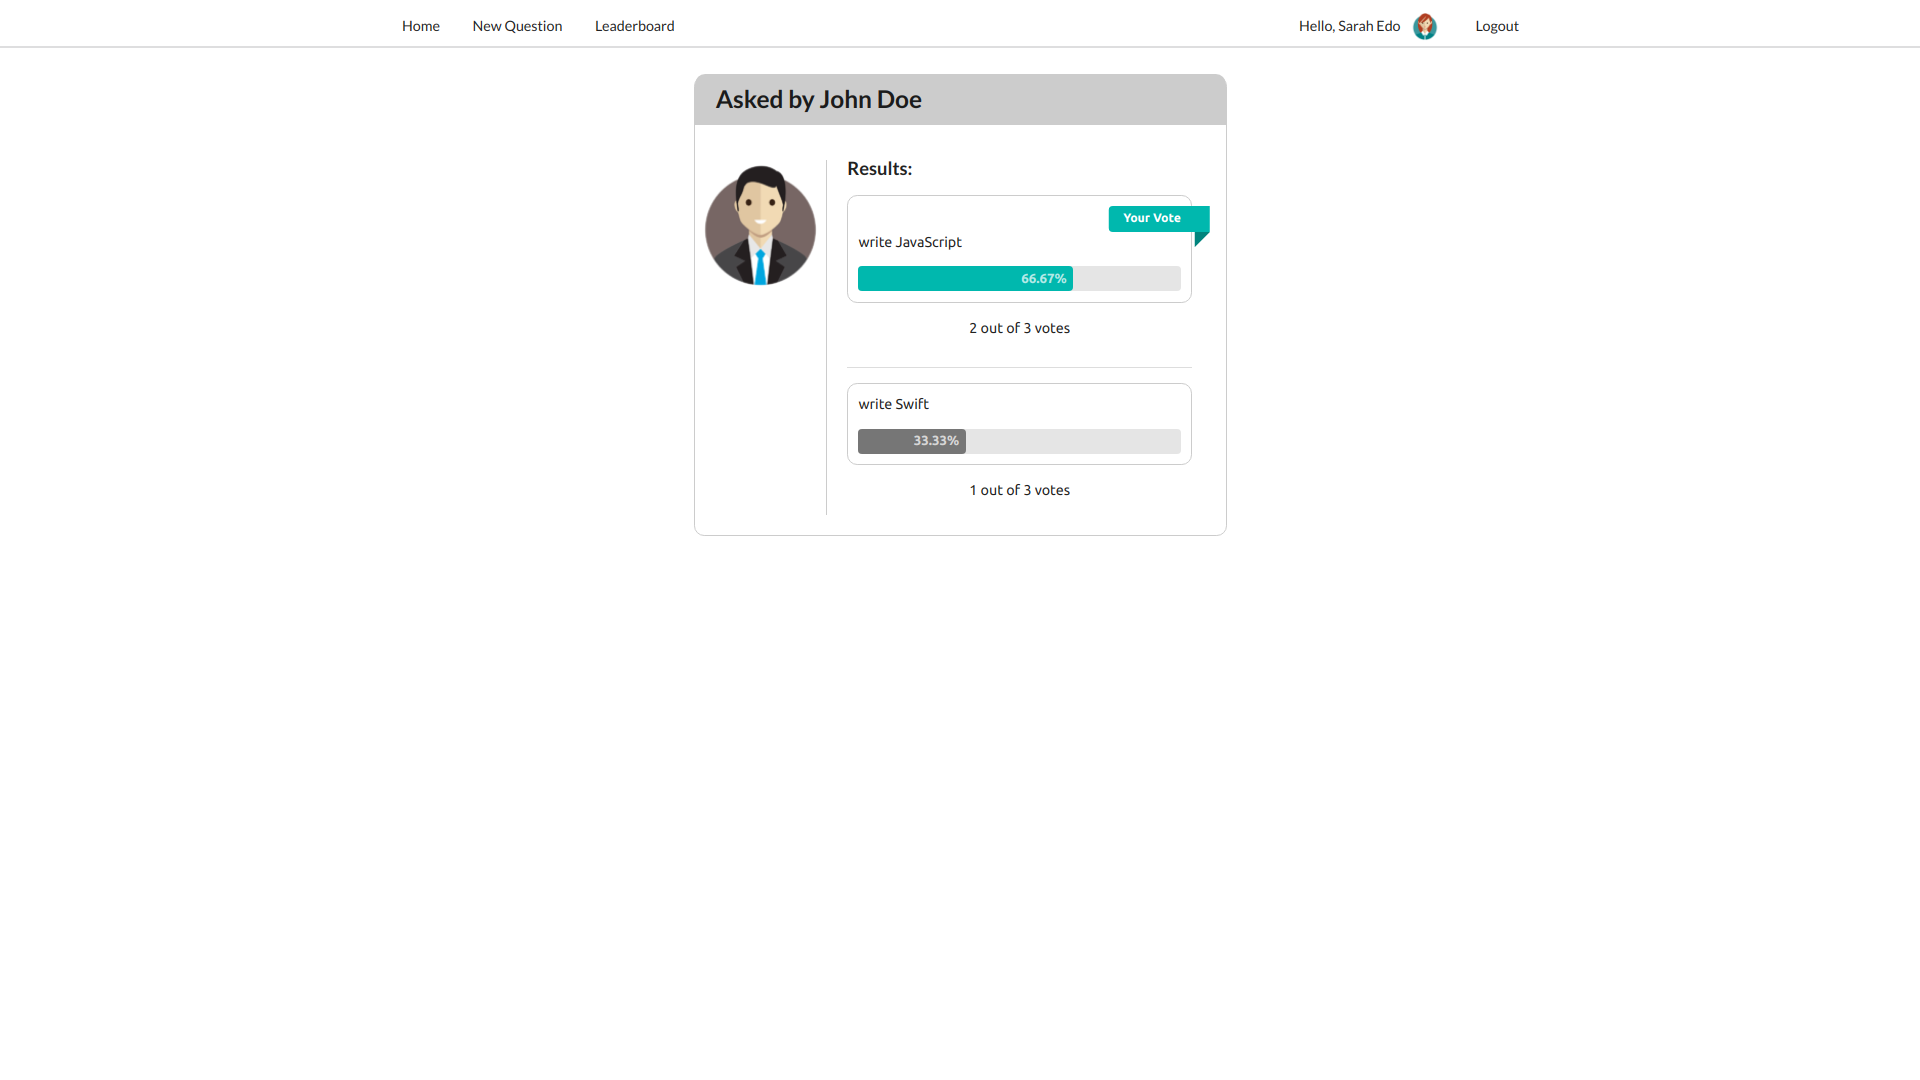 Home New Question Leaderboard Hello, Sarah Edo Logout
Asked by John Doe
Results:
Your Vote
write JavaScript
66.67%
2 out of 3 votes
write Swift
33.33%
1 out of 3 votes